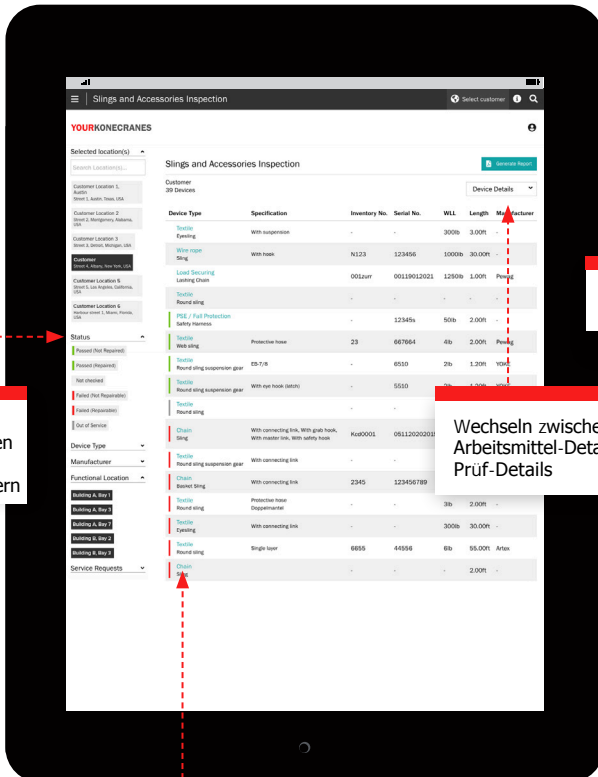 Slings and Accessories Inspection
Select customer
YOURKONECRANES
Selected location(s)
Search Location(s)...
Customer Location 1,
Austin
Street 1, Austin, Texas, USA
Customer Location 2
Street 2, Montgomery, Alabama,
USA
Customer Location 3
Street 3, Detroit, Michigan, USA
Customer
Street 4, Albany, New York, USA
Customer Location 5
Street 5, Los Angeles, California,
USA
Customer Location 6
Harbour street 1, Miami, Florida,
USA
Status
Passed (Not Repaired)
Passed (Repaired)
Not checked
Failed (Not Repairable)
Failed (Repairable)
Out of Service
Device Type
Manufacturer
Functional Location
Building A, Bay 1
Building A, Bay 3
Building A, Bay 7
Building B, Bay 2
Building B, Bay 3
Service Requests
Slings and Accessories Inspection
Generate Report
Customer
39 Devices
Device Details
Device Type Specification Inventory No. Serial No. WLL Length Manufacturer
Textile
Eyesling With suspension - - 300lb 3.00ft -
Wire rope
Sling With hook N123 123456 1000lb 30.00ft -
Load Securing
Lashing Chain 001zurr 00119012021 1250lb 1.00ft Pewag
Textile
Round sling - - - - -
PSE / Fall Protection
Safety Harness - 12345s 50lb 2.00ft -
Textile
Web sling Protective hose 23 667664 4lb 2.00ft Pewag
Textile
Round sling suspension gear ES-7/8 - 6510 2lb 1.20ft YOKE
Textile
Round sling suspension gear With eye hook (latch) - 5510 2lb 1.20ft YOKE
Textile
Round sling - -
Chain
Sling With connecting link, With grab hook,
With master link, With safety hook Kcd0001
Textile
Round sling suspension gear With connecting link - -
Chain
Basket Sling With connecting link 2345 123456789
Textile
Round sling Protective hose
Doppelmantel - - 3lb 2.00ft -
Textile
Eyesling With connecting link - - 300lb 30.00ft -
Textile
Round sling Single layer 6655 44556 6lb 55.00ft Artex
Chain
Sling - - - 2.00ft -
Wechseln zwische
Arbeitsmittel-Deta
Prüf-Details
en
ern